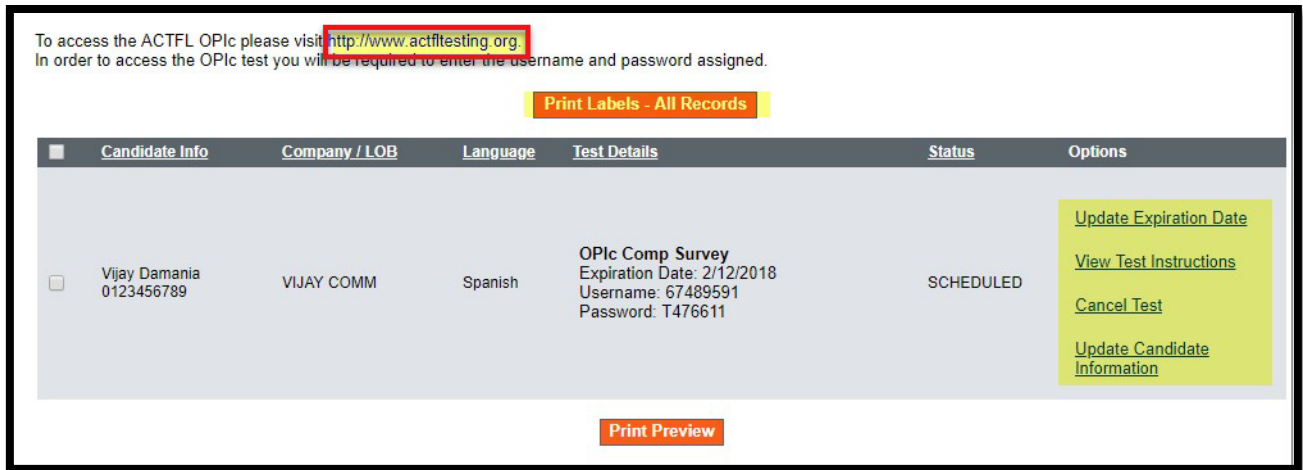 To access the ACTFL OPIc please visit http://www.actfltesting.org.
In order to access the OPIc test you will be required to enter the username and password assigned.
Print Labels - All Records
Candidate Info Company / LOB Language Test Details Status Options
Vijay Damania
0123456789
VIJAY COMM
Spanish
OPIc Comp Survey
Expiration Date: 2/12/2018
Username: 67489591
Password: T476611
SCHEDULED
Update Expiration Date
View Test Instructions
Cancel Test
Update Candidate
Information
Print Preview